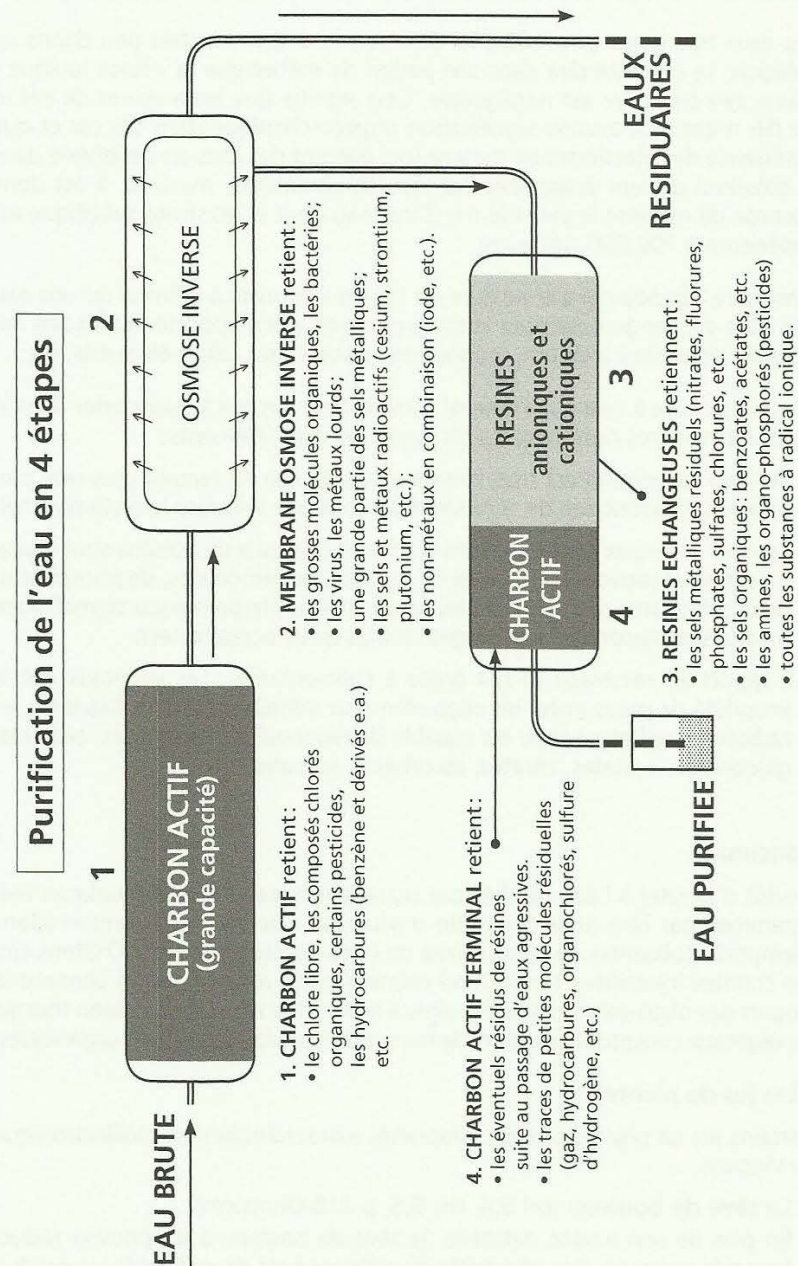 Purification de l'eau en 4 étapes
EAU BRUTE
1
CHARBON ACTIF
(grande capacité)
1. CHARBON ACTIF retient :
• le chlore libre, les composés chlorés
organiques, certains pesticides,
les hydrocarbures (benzène et dérivés e.a.)
etc.
2
OSMOSE INVERSE
2. MEMBRANE OSMOSE INVERSE retient :
• les grosses molécules organiques, les bactéries;
• les virus, les métaux lourds;
• une grande partie des sels métalliques;
• les sels et métaux radioactifs (cesium, strontium,
plutonium, etc.);
• les non-métaux en combinaison (iode, etc.).
EAUX
RESIDUAIRES
CHARBON
ACTIF
RESINES
anioniques et
cationiques
4
3
3. RESINES ECHANGEUSES retiennent :
• les sels métalliques résiduels (nitrates, fluorures,
phosphates, sulfates, chlorures, etc.
• les sels organiques : benzoates, acétates, etc.
• les amines, les organo-phosphorés (pesticides)
• toutes les substances à radical ionique.
4. CHARBON ACTIF TERMINAL retient :
• les éventuels résidus de résines
suite au passage d'eaux agressives.
• les traces de petites molécules résiduelles
(gaz, hydrocarbures, organochlorés, sulfure
d'hydrogène, etc.)
EAU PURIFIEE